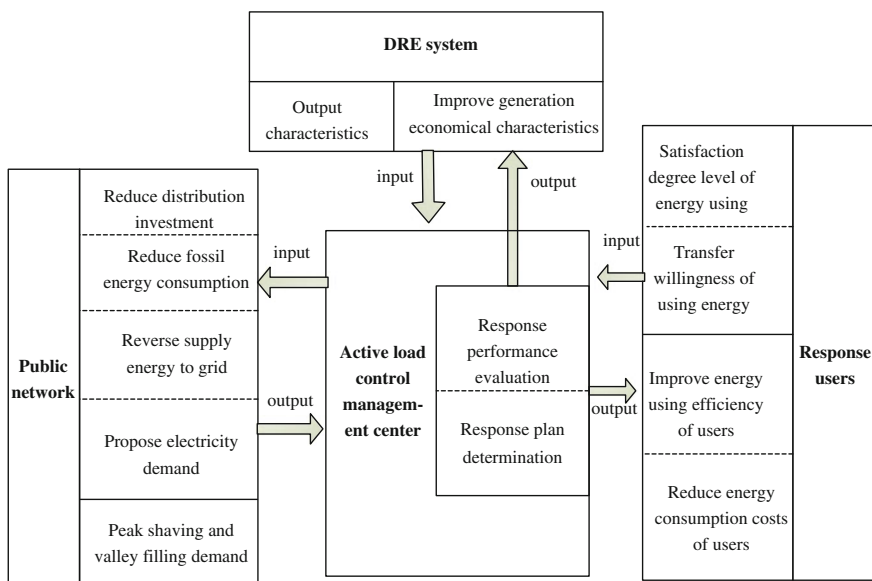 DRE system
Output
characteristics
Improve generation
economical characteristics
input
output
Public
network
Reduce distribution
investment
Reduce fossil
energy consumption
Reverse supply
energy to grid
Propose electricity
demand
Peak shaving and
valley filling demand
input
output
Active load
control
managem-
ent center
Response
performance
evaluation
Response plan
determination
input
output
Satisfaction
degree level of
energy using
Transfer
willingness of
using energy
Improve energy
using efficiency
of users
Reduce energy
consumption costs
of users
Response
users